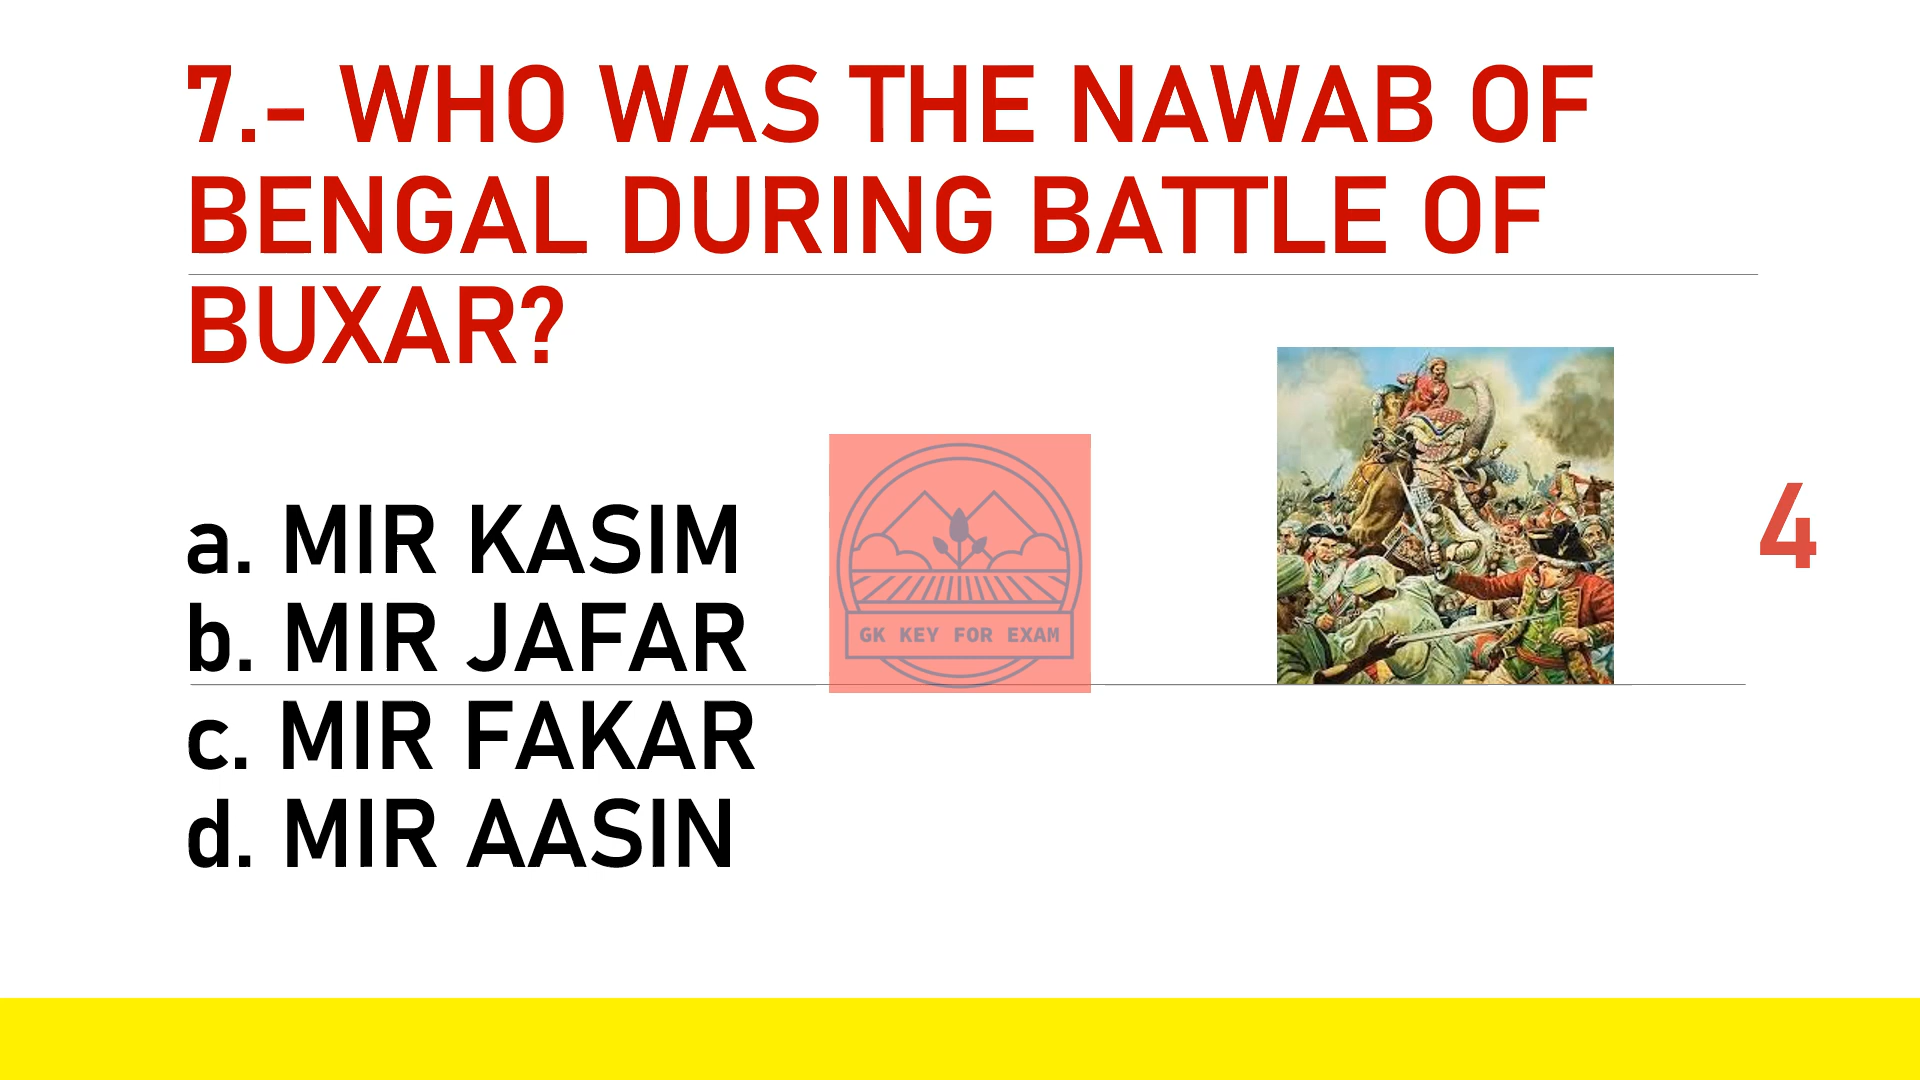 7.- WHO WAS THE NAWAB OF
BENGAL DURING BATTLE OF
BUXAR?
a. MIR KASIM
b. MIR JAFAR
c. MIR FAKAR
d. MIR AASIN
GK KEY FOR EXAM
4